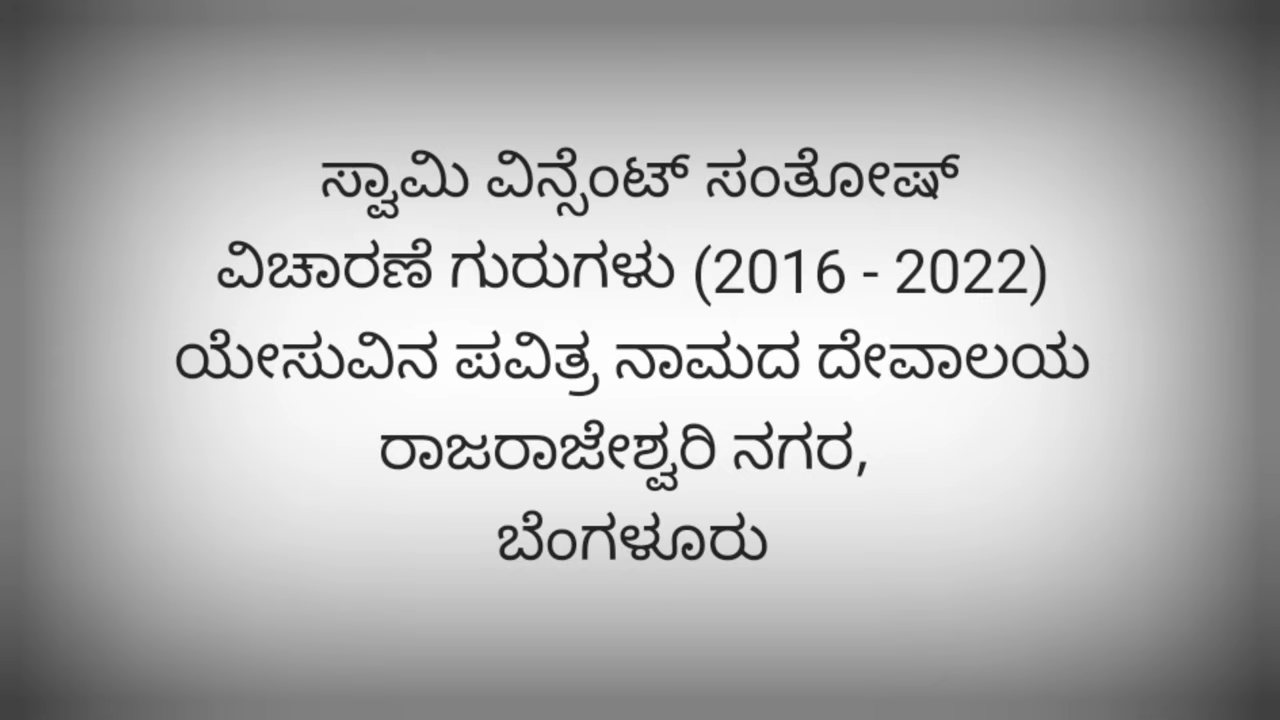 ಸ್ವಾಮಿ ವಿನ್ಸೆಂಟ್ ಸಂತೋಷ್
ವಿಚಾರಣೆ ಗುರುಗಳು (2016 - 2022)
ಯೇಸುವಿನ ಪವಿತ್ರ ನಾಮದ ದೇವಾಲಯ
ರಾಜರಾಜೇಶ್ವರಿ ನಗರ,
ಬೆಂಗಳೂರು